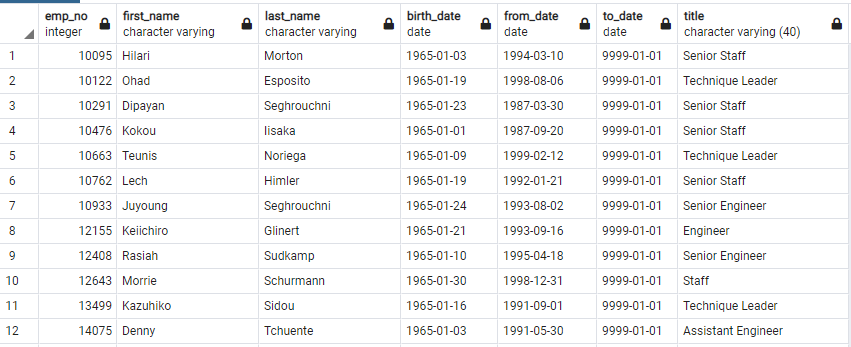 emp_no integer first_name character varying last_name character varying birth_date date from_date date to_date date title character varying (40)
1 10095 Hilari Morton 1965-01-03 1994-03-10 9999-01-01 Senior Staff
2 10122 Ohad Esposito 1965-01-19 1998-08-06 9999-01-01 Technique Leader
3 10291 Dipayan Seghrouchni 1965-01-23 1987-03-30 9999-01-01 Senior Staff
4 10476 Kokou Iisaka 1965-01-01 1987-09-20 9999-01-01 Senior Staff
5 10663 Teunis Noriega 1965-01-09 1999-02-12 9999-01-01 Technique Leader
6 10762 Lech Himler 1965-01-19 1992-01-21 9999-01-01 Senior Staff
7 10933 Juyoung Seghrouchni 1965-01-24 1993-08-02 9999-01-01 Senior Engineer
8 12155 Keiichiro Glinert 1965-01-21 1993-09-16 9999-01-01 Engineer
9 12408 Rasiah Sudkamp 1965-01-10 1995-04-18 9999-01-01 Senior Engineer
10 12643 Morrie Schurmann 1965-01-30 1998-12-31 9999-01-01 Staff
11 13499 Kazuhiko Sidou 1965-01-16 1991-09-01 9999-01-01 Technique Leader
12 14075 Denny Tchuente 1965-01-03 1991-05-30 9999-01-01 Assistant Engineer